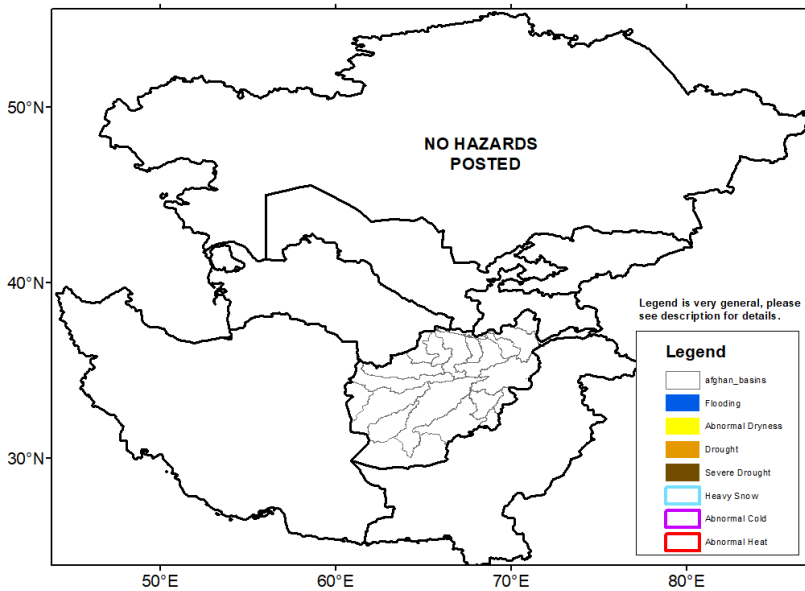 50°N
NO HAZARDS
POSTED
40°N
Legend is very general, please
see description for details.
Legend
afghan_basins
Flooding
Abnormal Dryness
30°N
Drought
Severe Drought
Heavy Snow
Abnormal Cold
Abnormal Heat
50°E
60°E
70°E
80°E